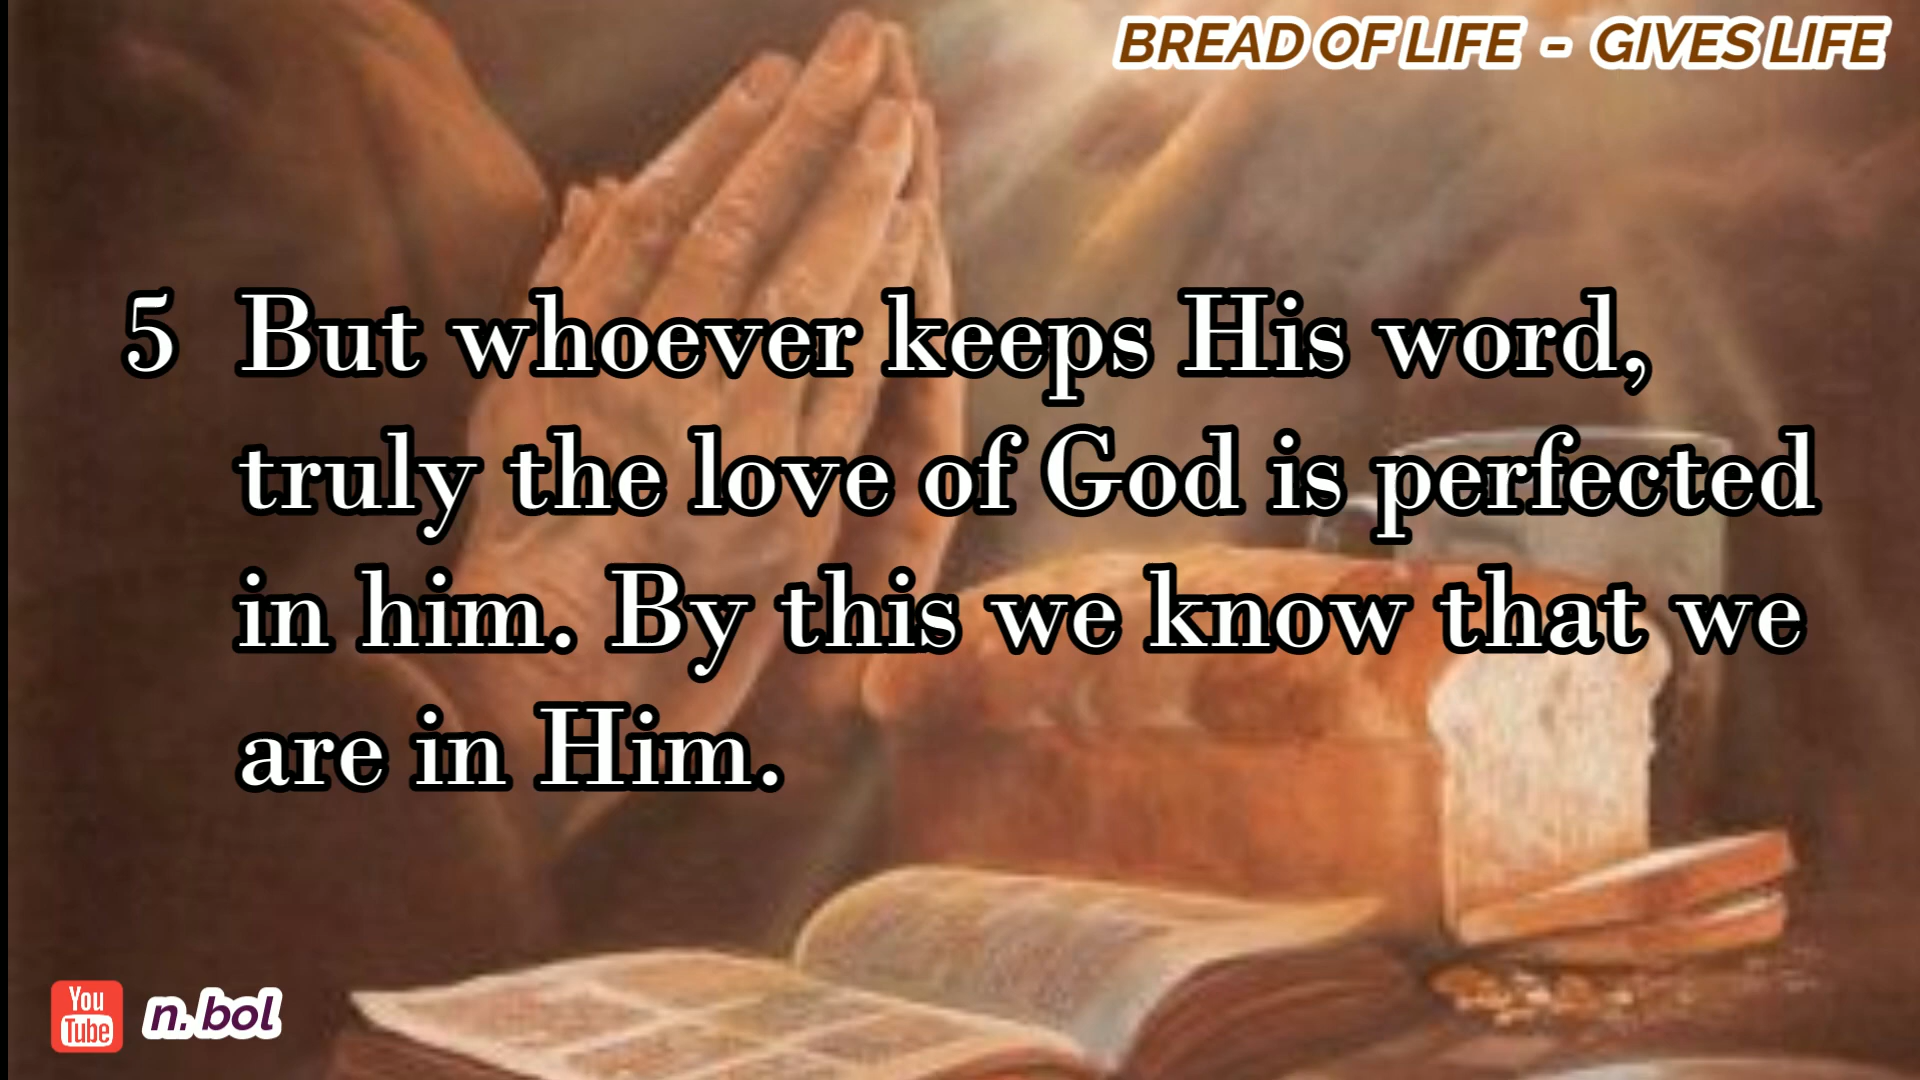 BREAD OF LIFE - GIVES LIFE
5 But whoever keeps His word,
truly the love of God is perfected
in him. By this we know that we
are in Him.
You
Tube
n.bol